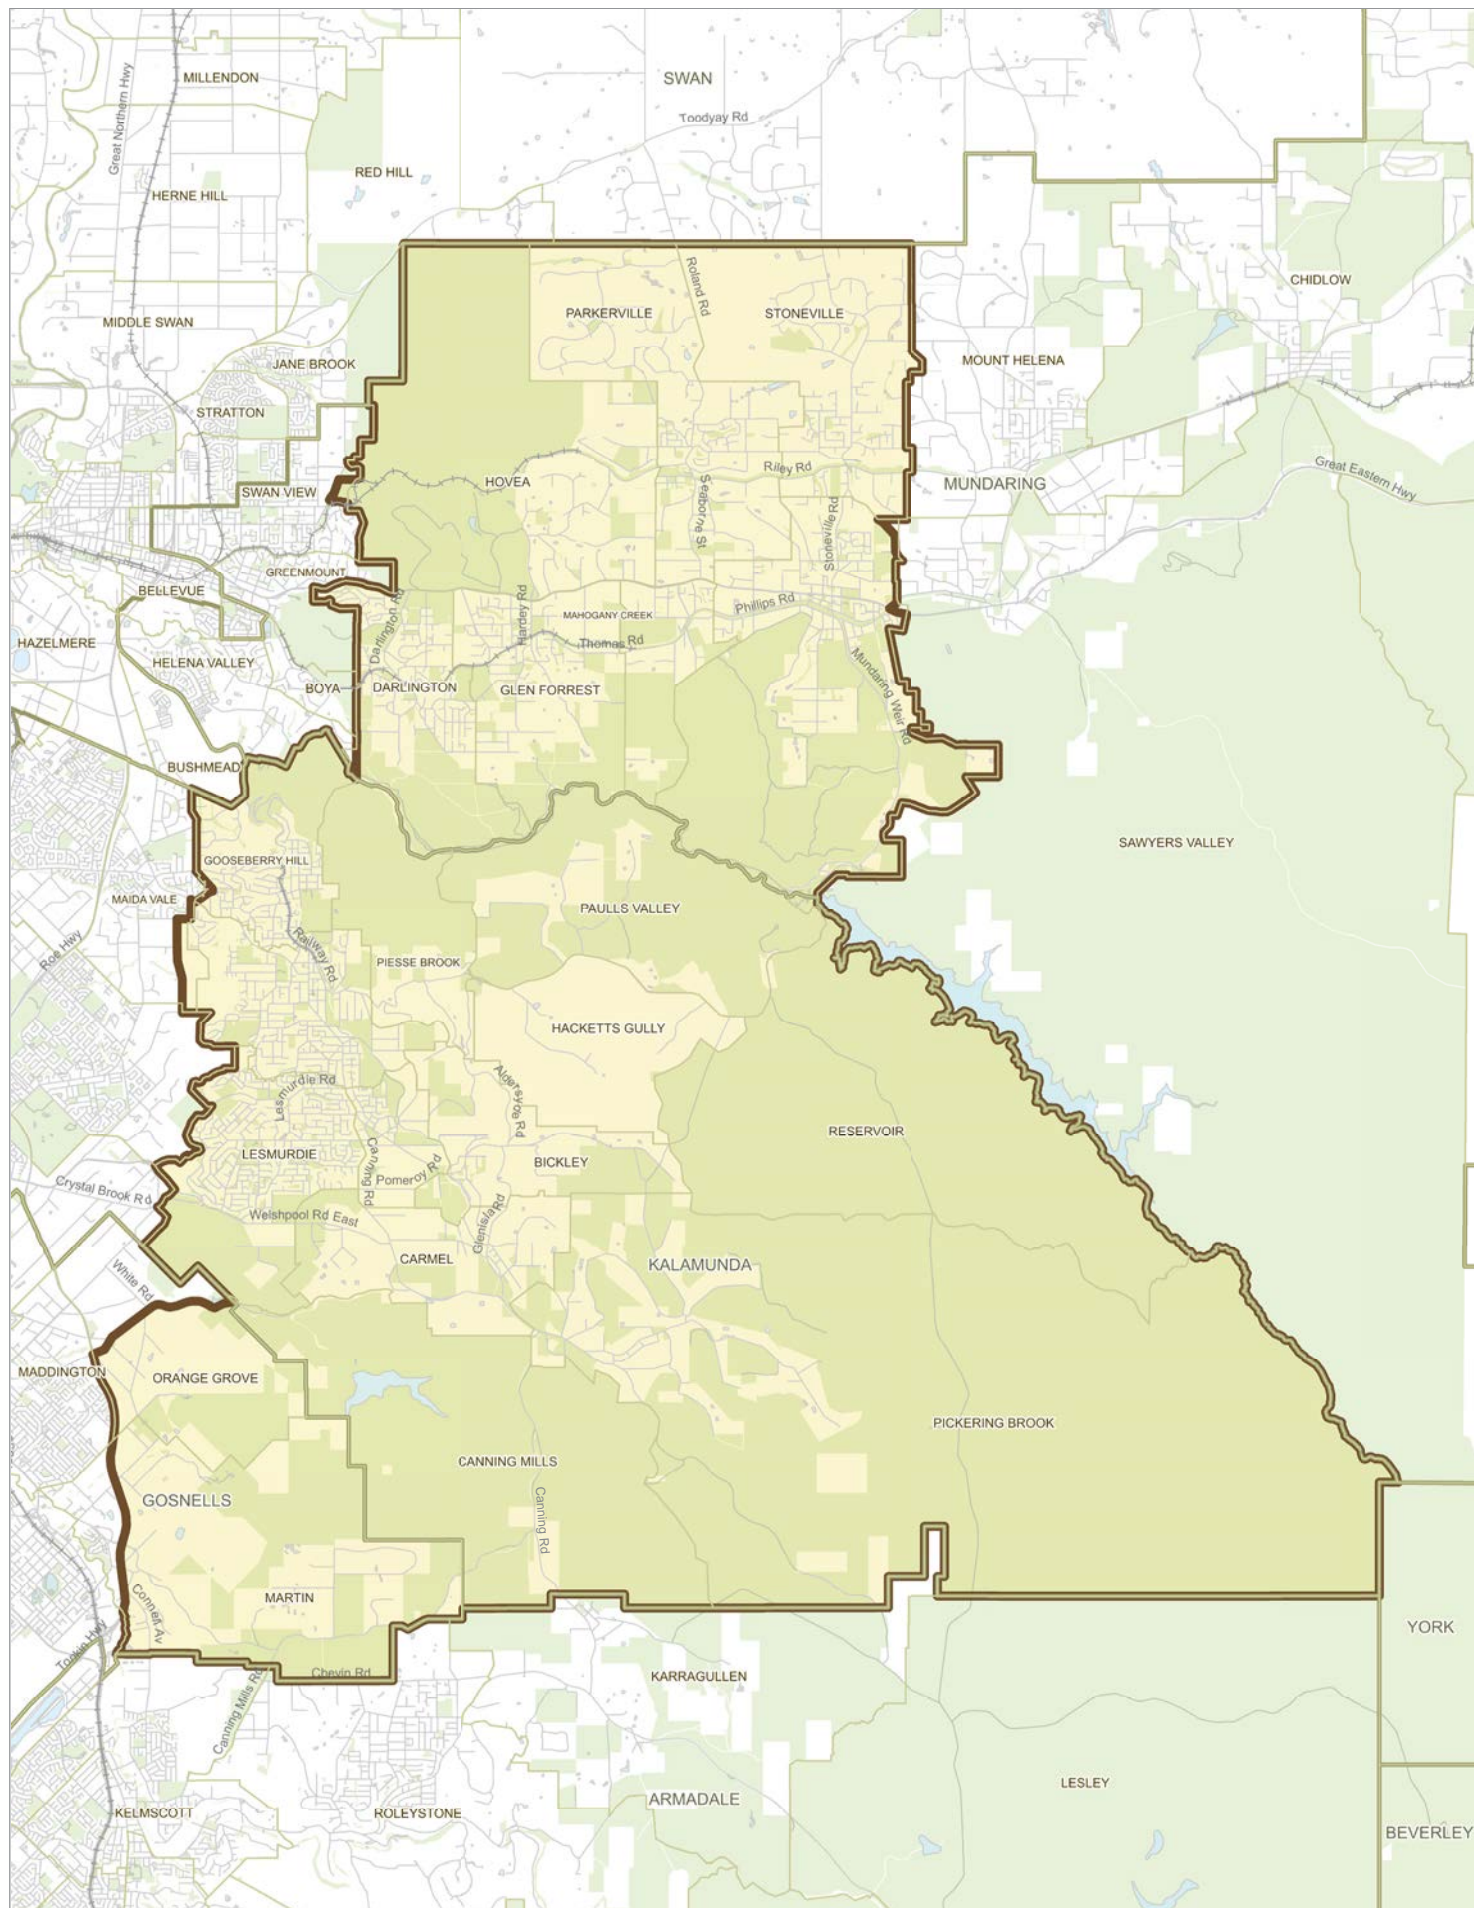 MILLENDON
SWAN
Great Northern Hwy
Toodyay Rd
RED HILL
HERNE HILL
CHIDLOW
Roland Rd
PARKERVILLE
STONEVILLE
MIDDLE SWAN
MOUNT HELENA
JANE BROOK
STRATTON
Riley Rd
Great Eastern Hwy
HOVEA
MUNDARING
SWAN VIEW
Seaborne St
Stoneville Rd
GREENMOUNT
BELLEVUE
Darlington Rd
Hardey Rd
Phillips Rd
MAHOGANY CREEK
HAZELMERE
Thomas Rd
HELENA VALLEY
BOYA
DARLINGTON
GLEN FORREST
Mundaring Weir Rd
BUSHMEAD
SAWYERS VALLEY
GOOSEBERRY HILL
MAIDA VALE
PAULLS VALLEY
Roe Hwy
Railway Rd
PIESSE BROOK
HACKETTS GULLY
Lesmurdie Rd
Aldersyde Rd
RESERVOIR
LESMURDIE
BICKLEY
Canning Rd
Pomeroy Rd
Crystal Brook Rd
Welshpool Rd East
Glenisla Rd
CARMEL
KALAMUNDA
White Rd
MADDINGTON
ORANGE GROVE
PICKERING BROOK
CANNING MILLS
GOSNELLS
Canning Rd
MARTIN
Connell Av
YORK
Tonkin Hwy
Chevin Rd
KARRAGULLEN
Canning Mills Rd
LESLEY
ARMADALE
KELMSCOTT
ROLEYSTONE
BEVERLEY